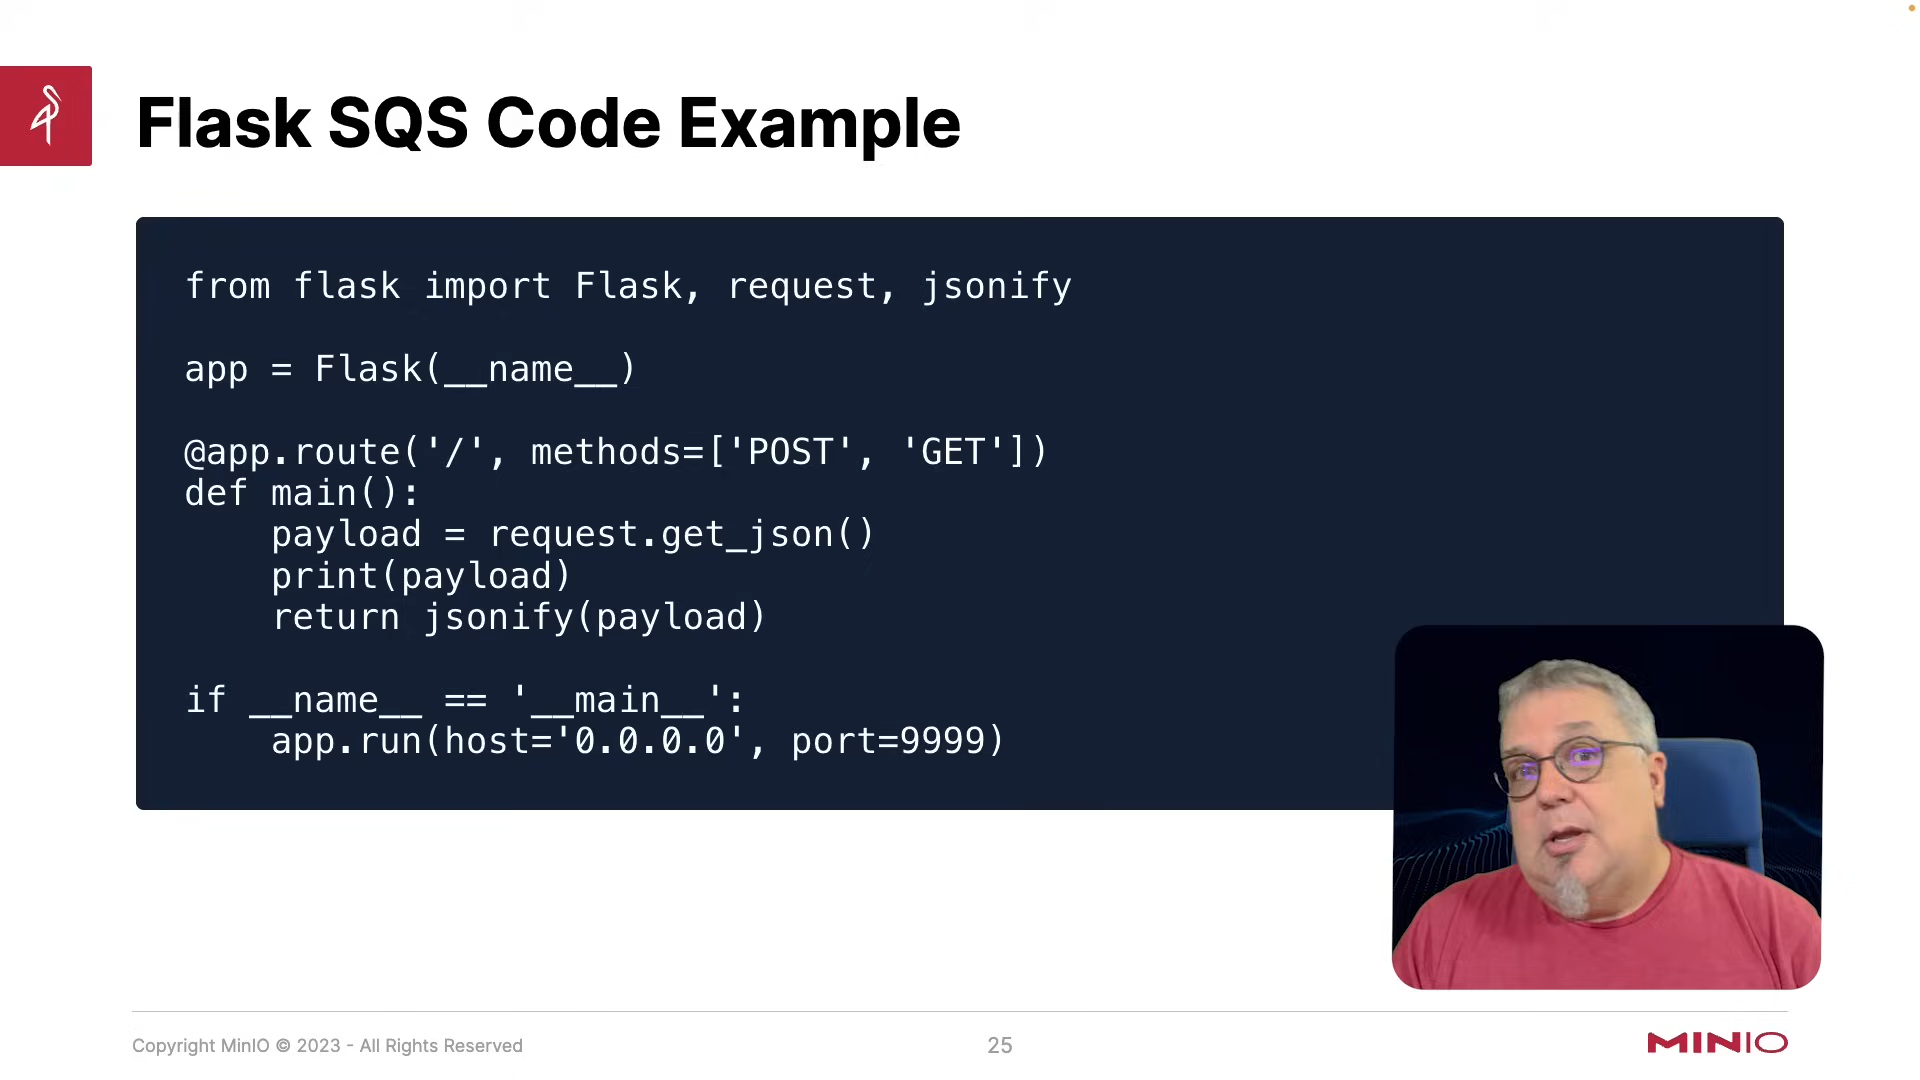 Flask SQS Code Example
from flask import Flask, request, jsonify
app = Flask(__name__)
@app.route('/', methods=['POST', 'GET'])
def main():
    payload = request.get_json()
    print(payload)
    return jsonify(payload)
if __name__ == '__main__':
    app.run(host='0.0.0.0', port=9999)
Copyright MinIO © 2023 - All Rights Reserved
25
MINIO